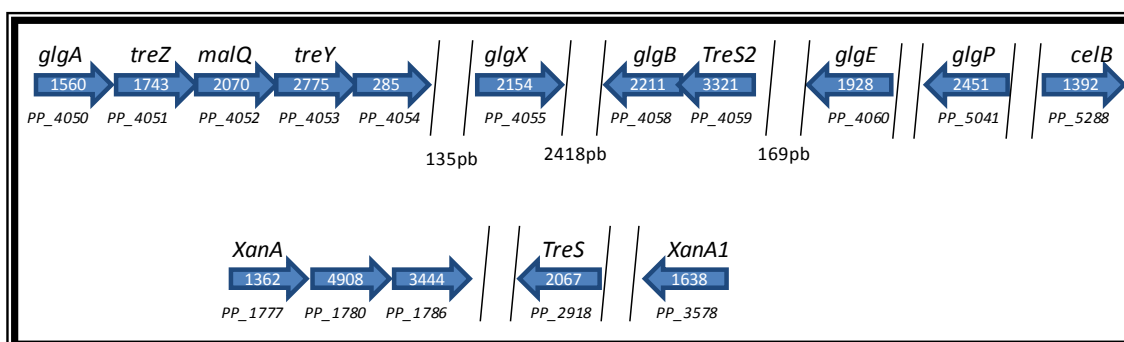 glgA treZ malQ treY glgX glgB TreS2 glgE glgP celB
1560 1743 2070 2775 285 2154 2211 3321 1928 2451 1392
PP_4050 PP_4051 PP_4052 PP_4053 PP_4054 PP_4055 PP_4058 PP_4059 PP_4060 PP_5041 PP_5288
135pb 2418pb 169pb
XanA TreS XanA1
1362 4908 3444 2067 1638
PP_1777 PP_1780 PP_1786 PP_2918 PP_3578